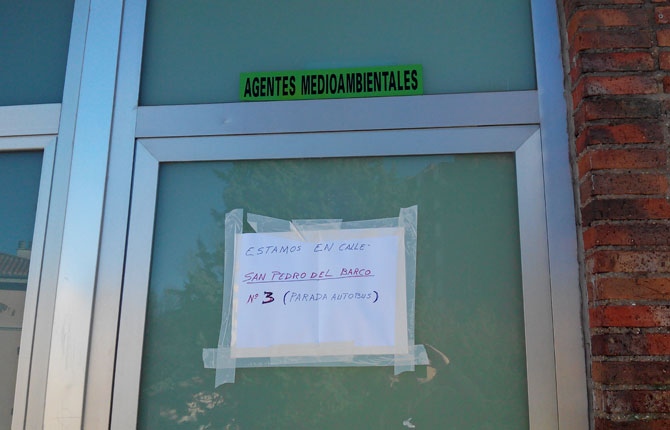 AGENTES MEDIOAMBIENTALES
ESTAMOS EN CALLE
SAN PEDRO DEL BARCO
Nº 3 (PARADA AUTOBUS)